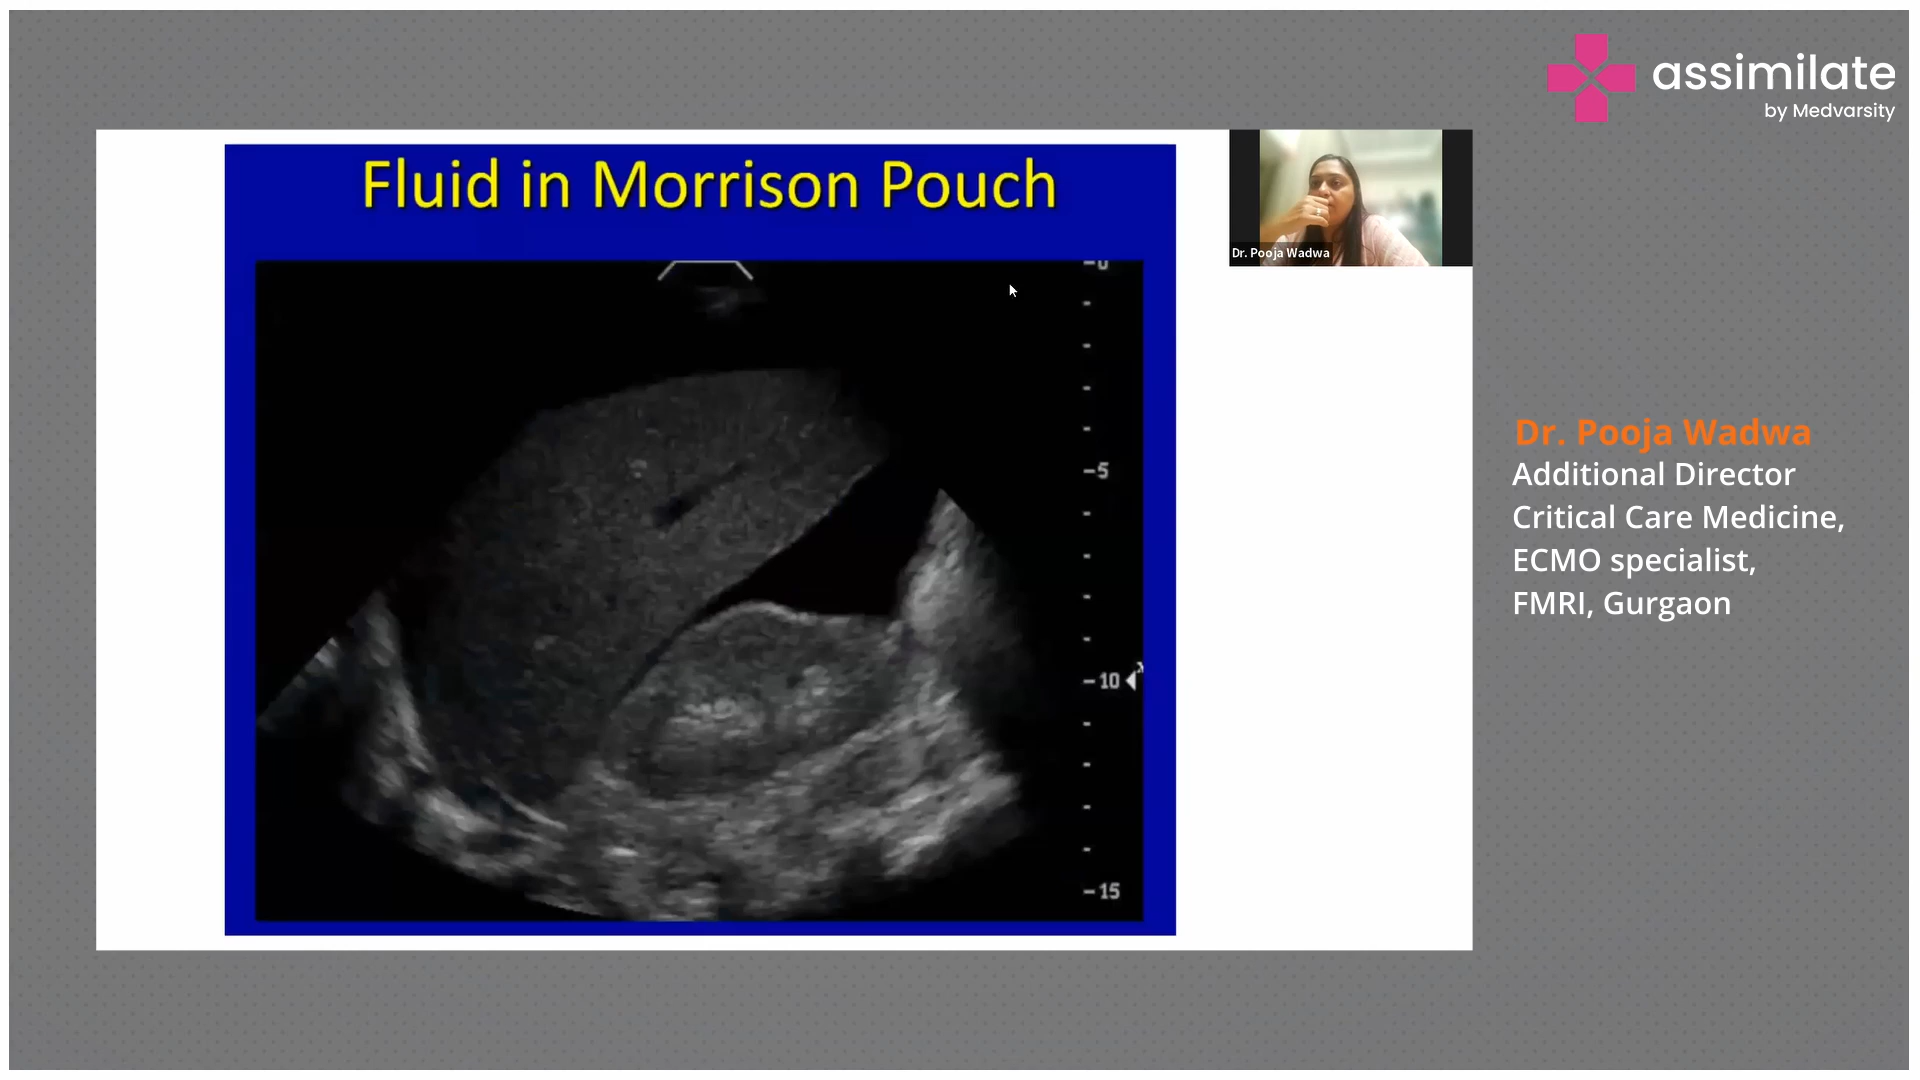 assimilate
by Medvarsity
Fluid in Morrison Pouch
Dr. Pooja Wadwa
0
5
10
15
Dr. Pooja Wadwa
Additional Director
Critical Care Medicine,
ECMO specialist,
FMRI, Gurgaon